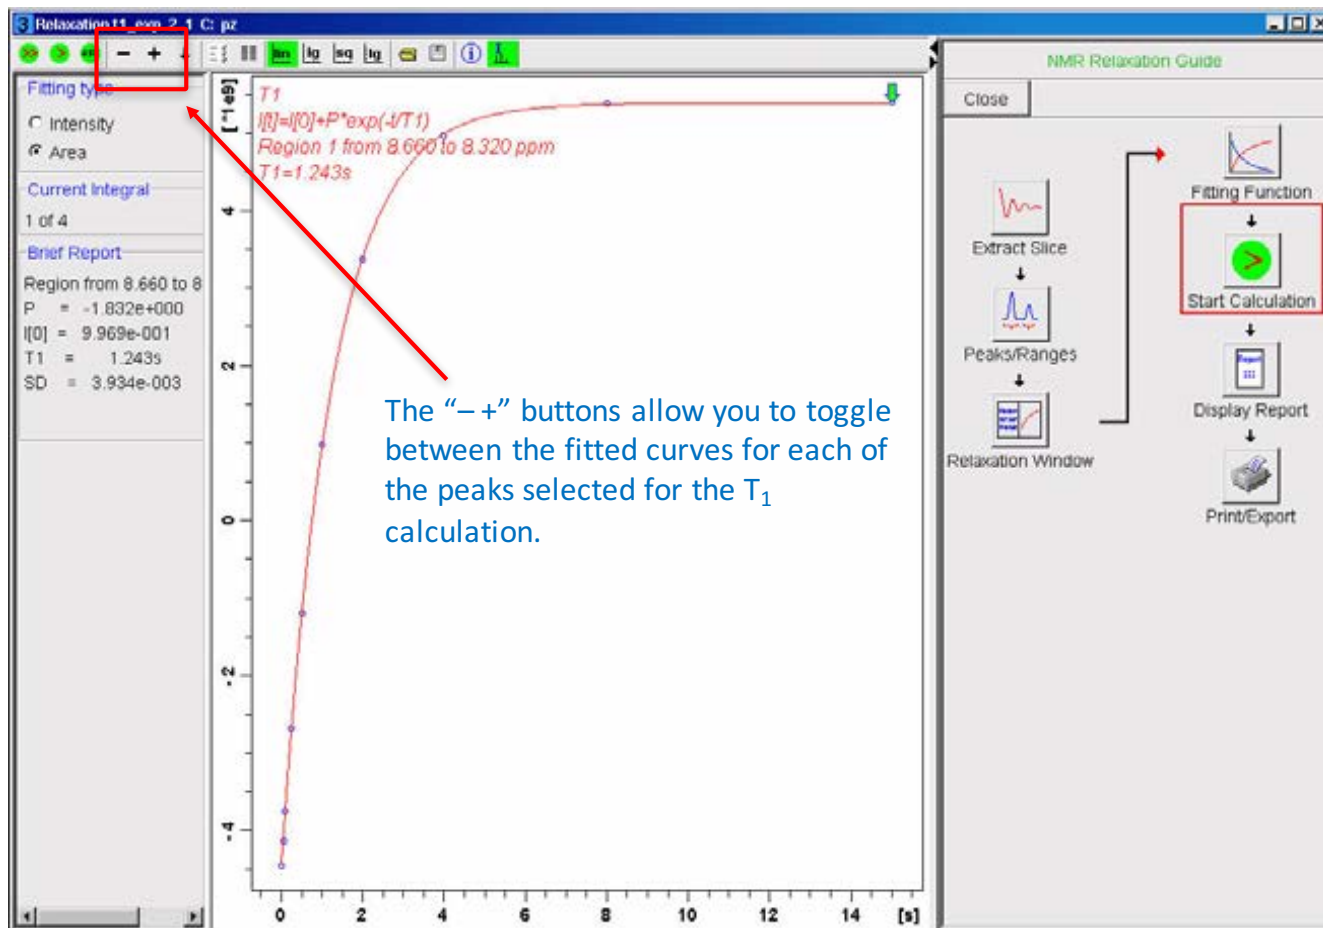 Relaxation t1_exp 2 1 C: pz
− +
lin lg sq lg
Fitting type
Intensity
Area
Current Integral
1 of 4
Brief Report
Region from 8.660 to 8
P = -1.832e+000
I[0] = 9.969e-001
T1 = 1.243s
SD = 3.934e-003
[*1e9]
4
2
0
-2
-4
T1
I[t]=I[0]+P*exp(-t/T1)
Region 1 from 8.660 to 8.320 ppm
T1=1.243s
The “– +” buttons allow you to toggle
between the fitted curves for each of
the peaks selected for the T1
calculation.
0 2 4 6 8 10 12 14 [s]
NMR Relaxation Guide
Close
Extract Slice
Peaks/Ranges
Relaxation Window
Fitting Function
Start Calculation
Display Report
Print/Export